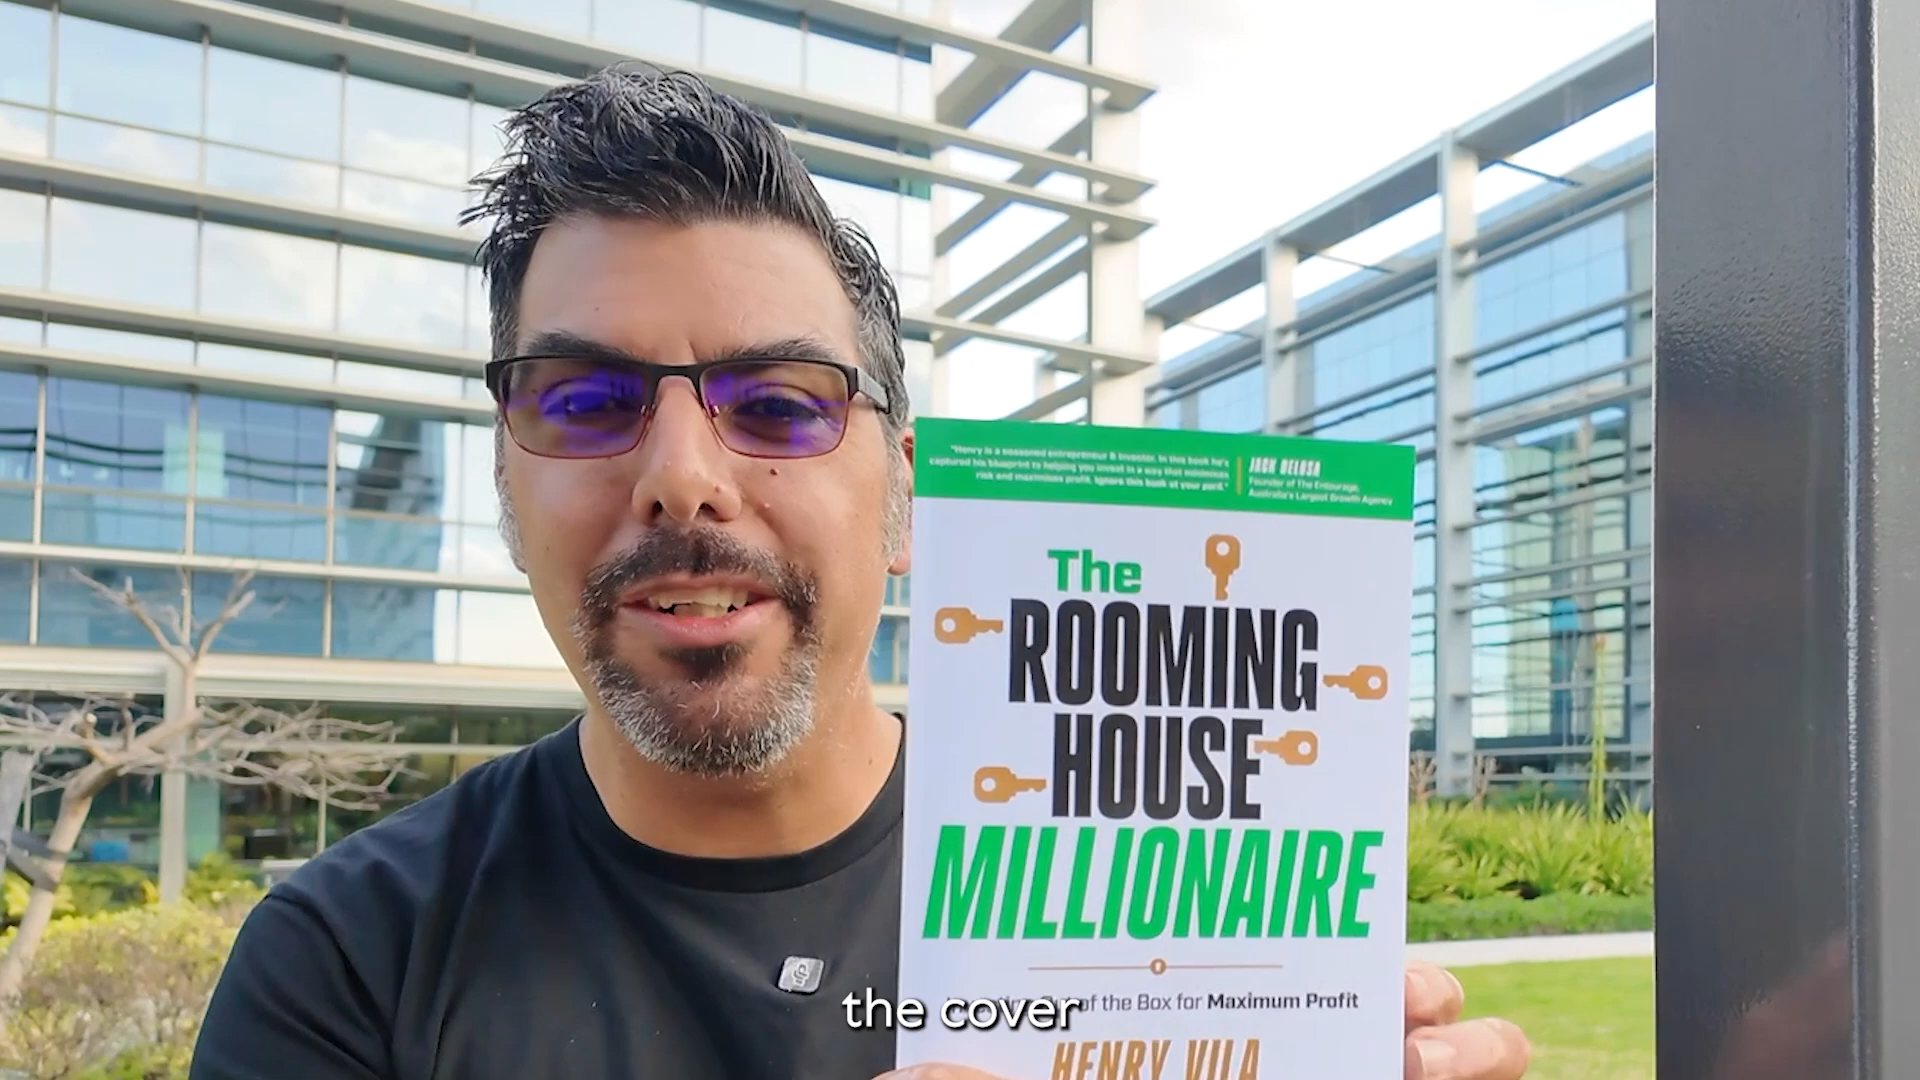 "Henry is a seasoned entrepreneur & investor. In this book he's
captured his blueprint to helping you invest in a way that minimises
risk and maximises profit. Ignore this book at your peril."
JACK DELOSA
Founder of The Entourage,
Australia's Largest Growth Agency
The
ROOMING
HOUSE
MILLIONAIRE
of the Box for Maximum Profit
the cover
HENRY VILA